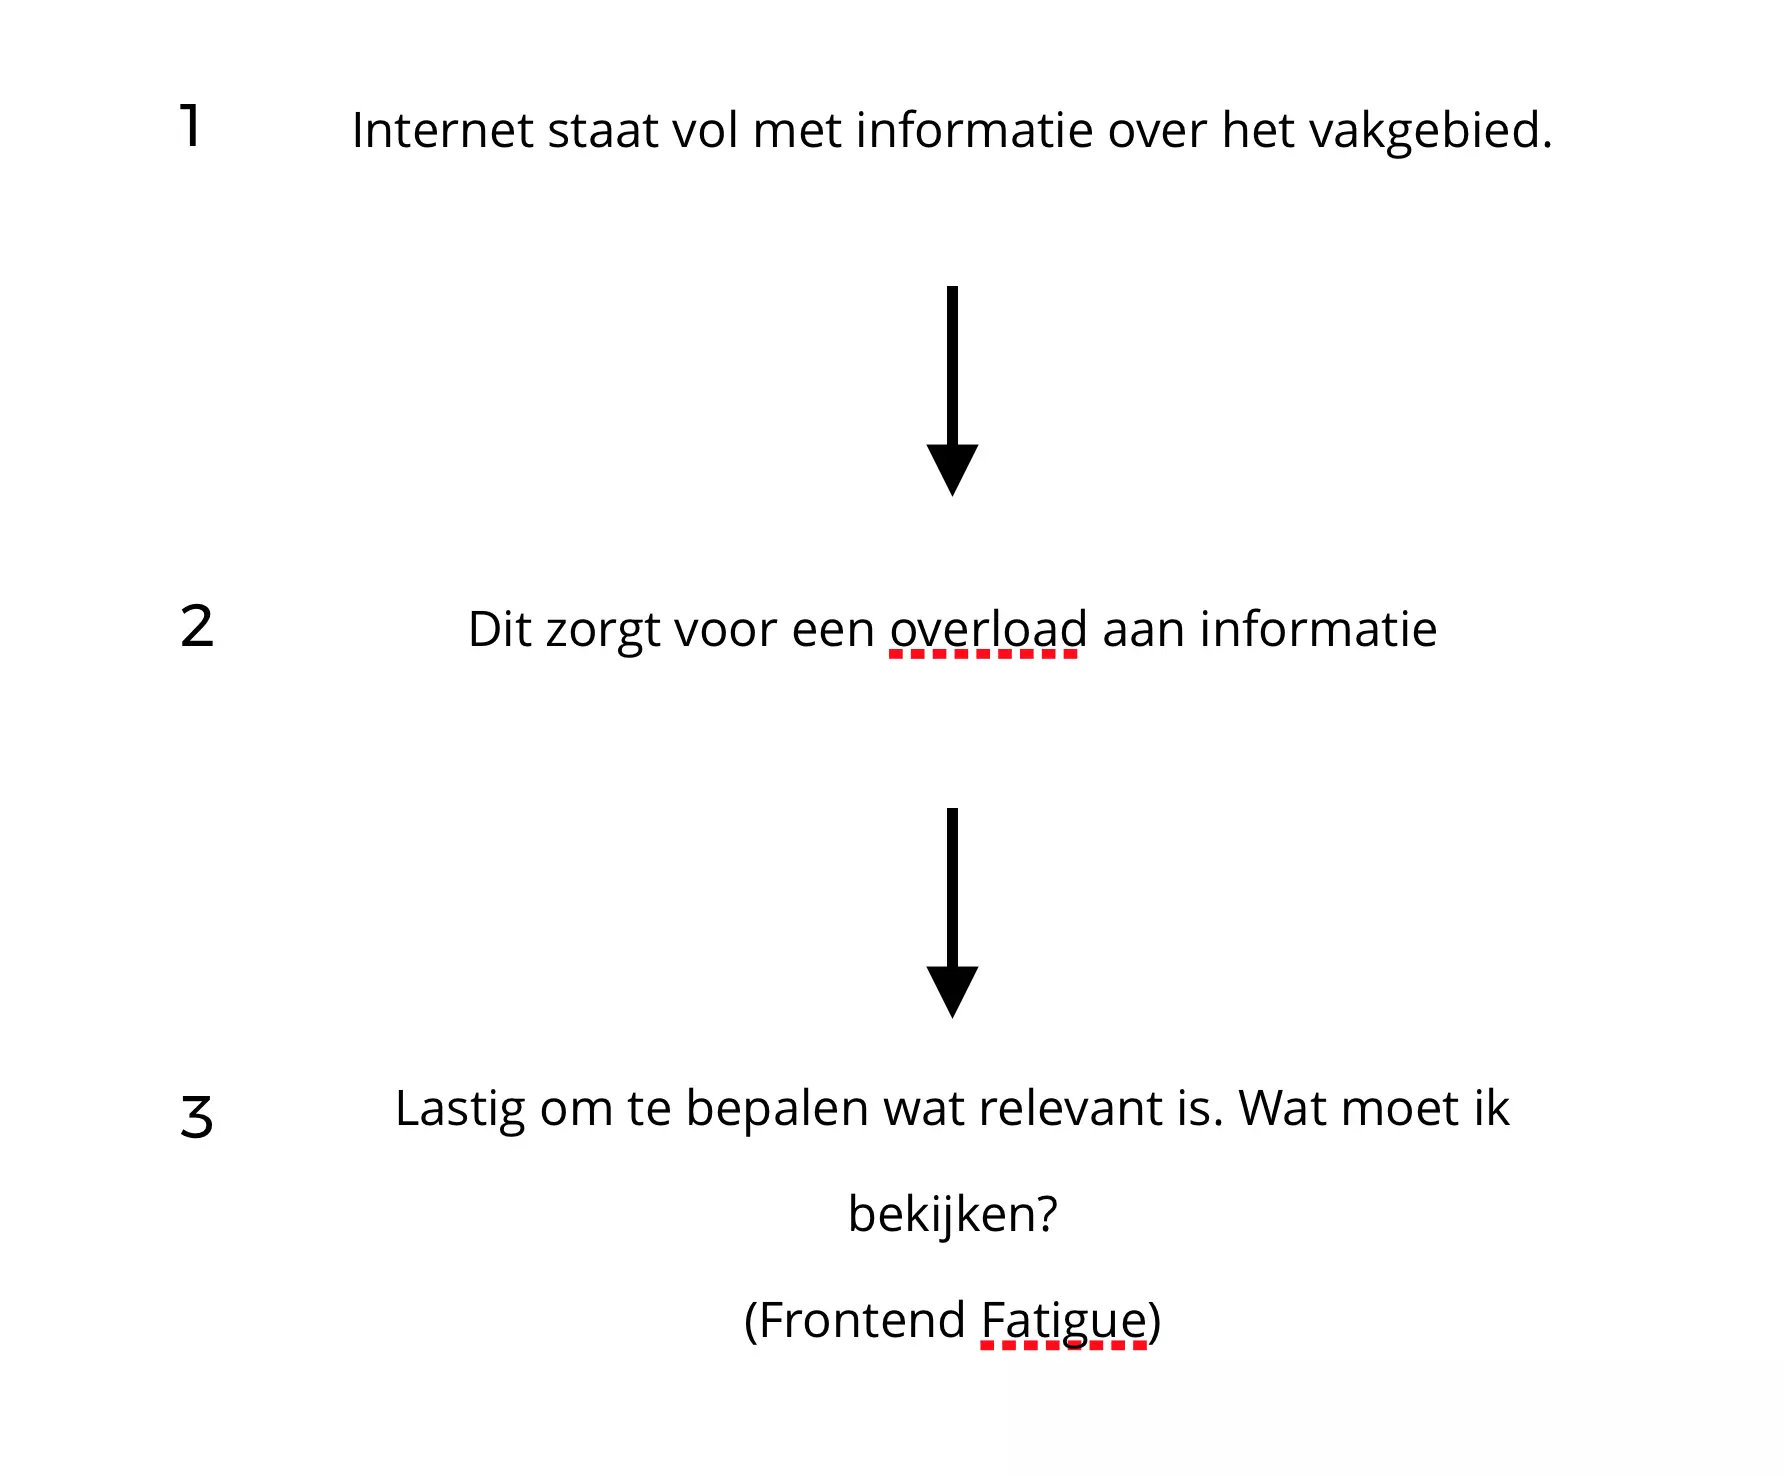 1 Internet staat vol met informatie over het vakgebied.
2 Dit zorgt voor een overload aan informatie
3 Lastig om te bepalen wat relevant is. Wat moet ik
bekijken?
(Frontend Fatigue)